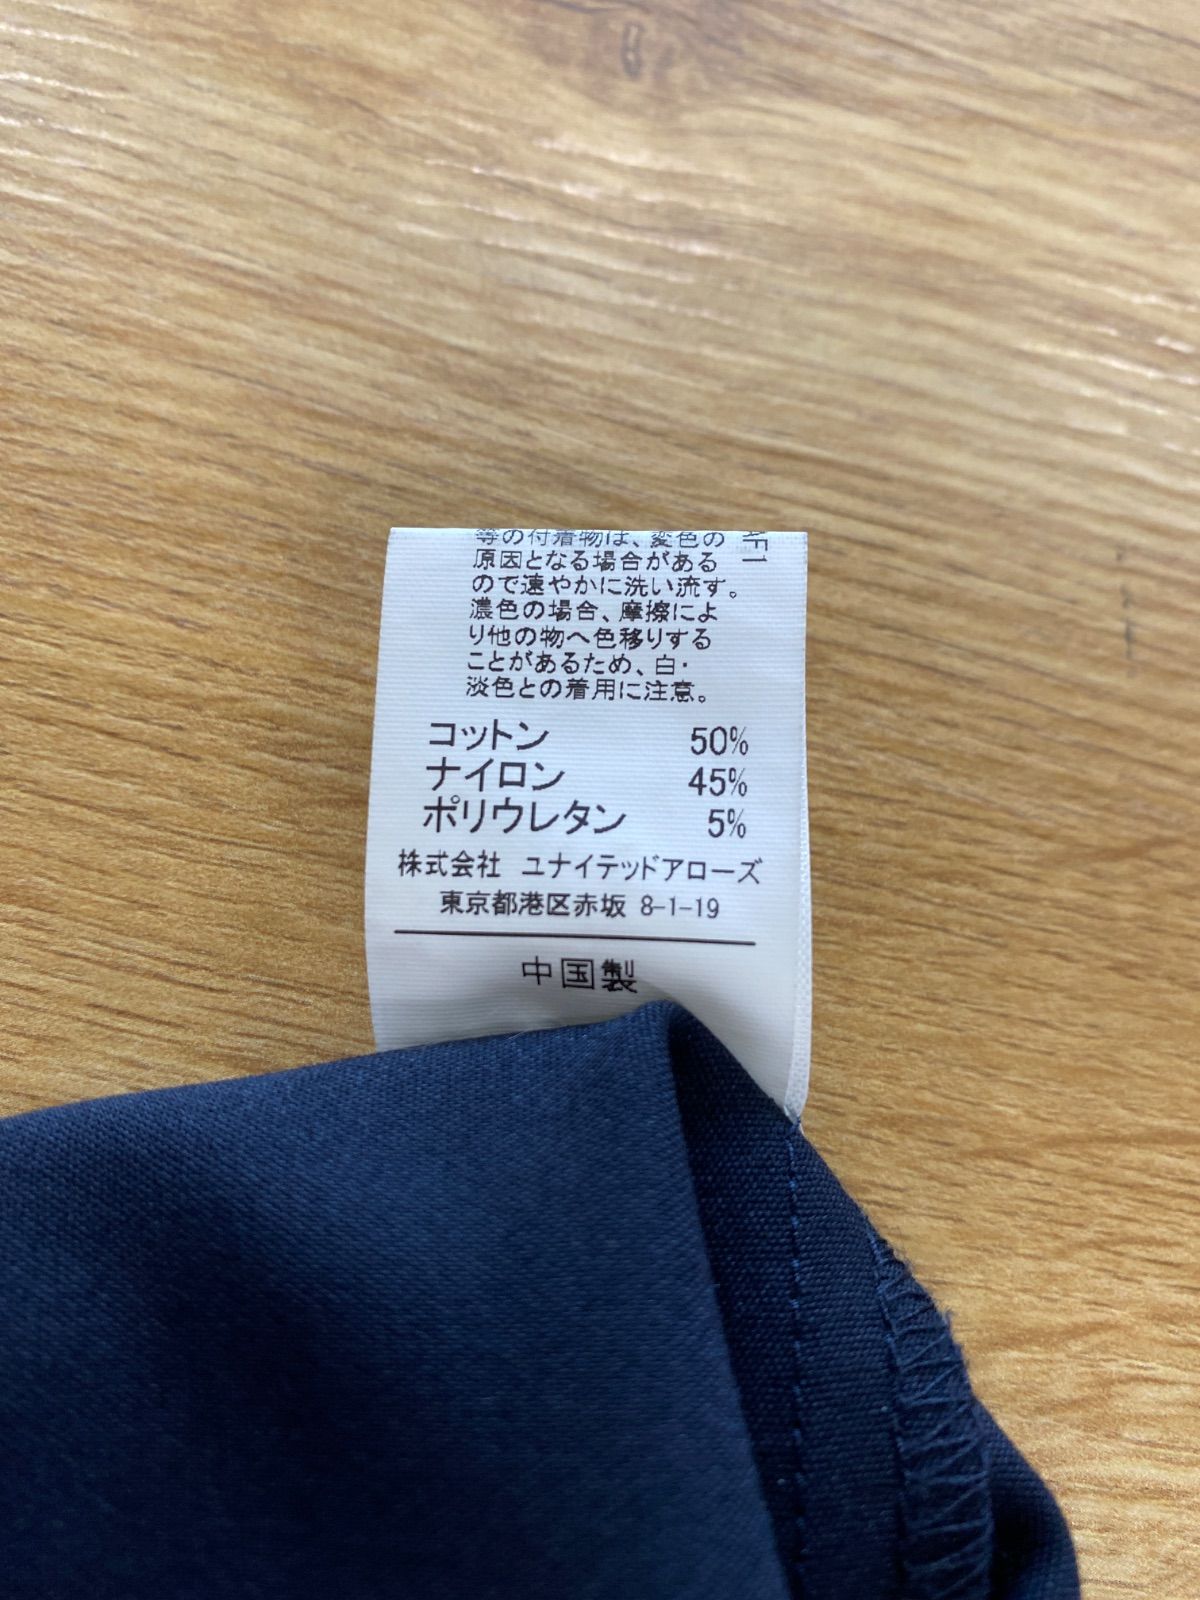 等の付着物は、変色の
原因となる場合がある
ので速やかに洗い流す。
濃色の場合、摩擦によ
り他の物へ色移りする
ことがあるため、白・
淡色との着用に注意。
コットン 50%
ナイロン 45%
ポリウレタン 5%
株式会社 ユナイテッドアローズ
東京都港区赤坂 8-1-19
中国製